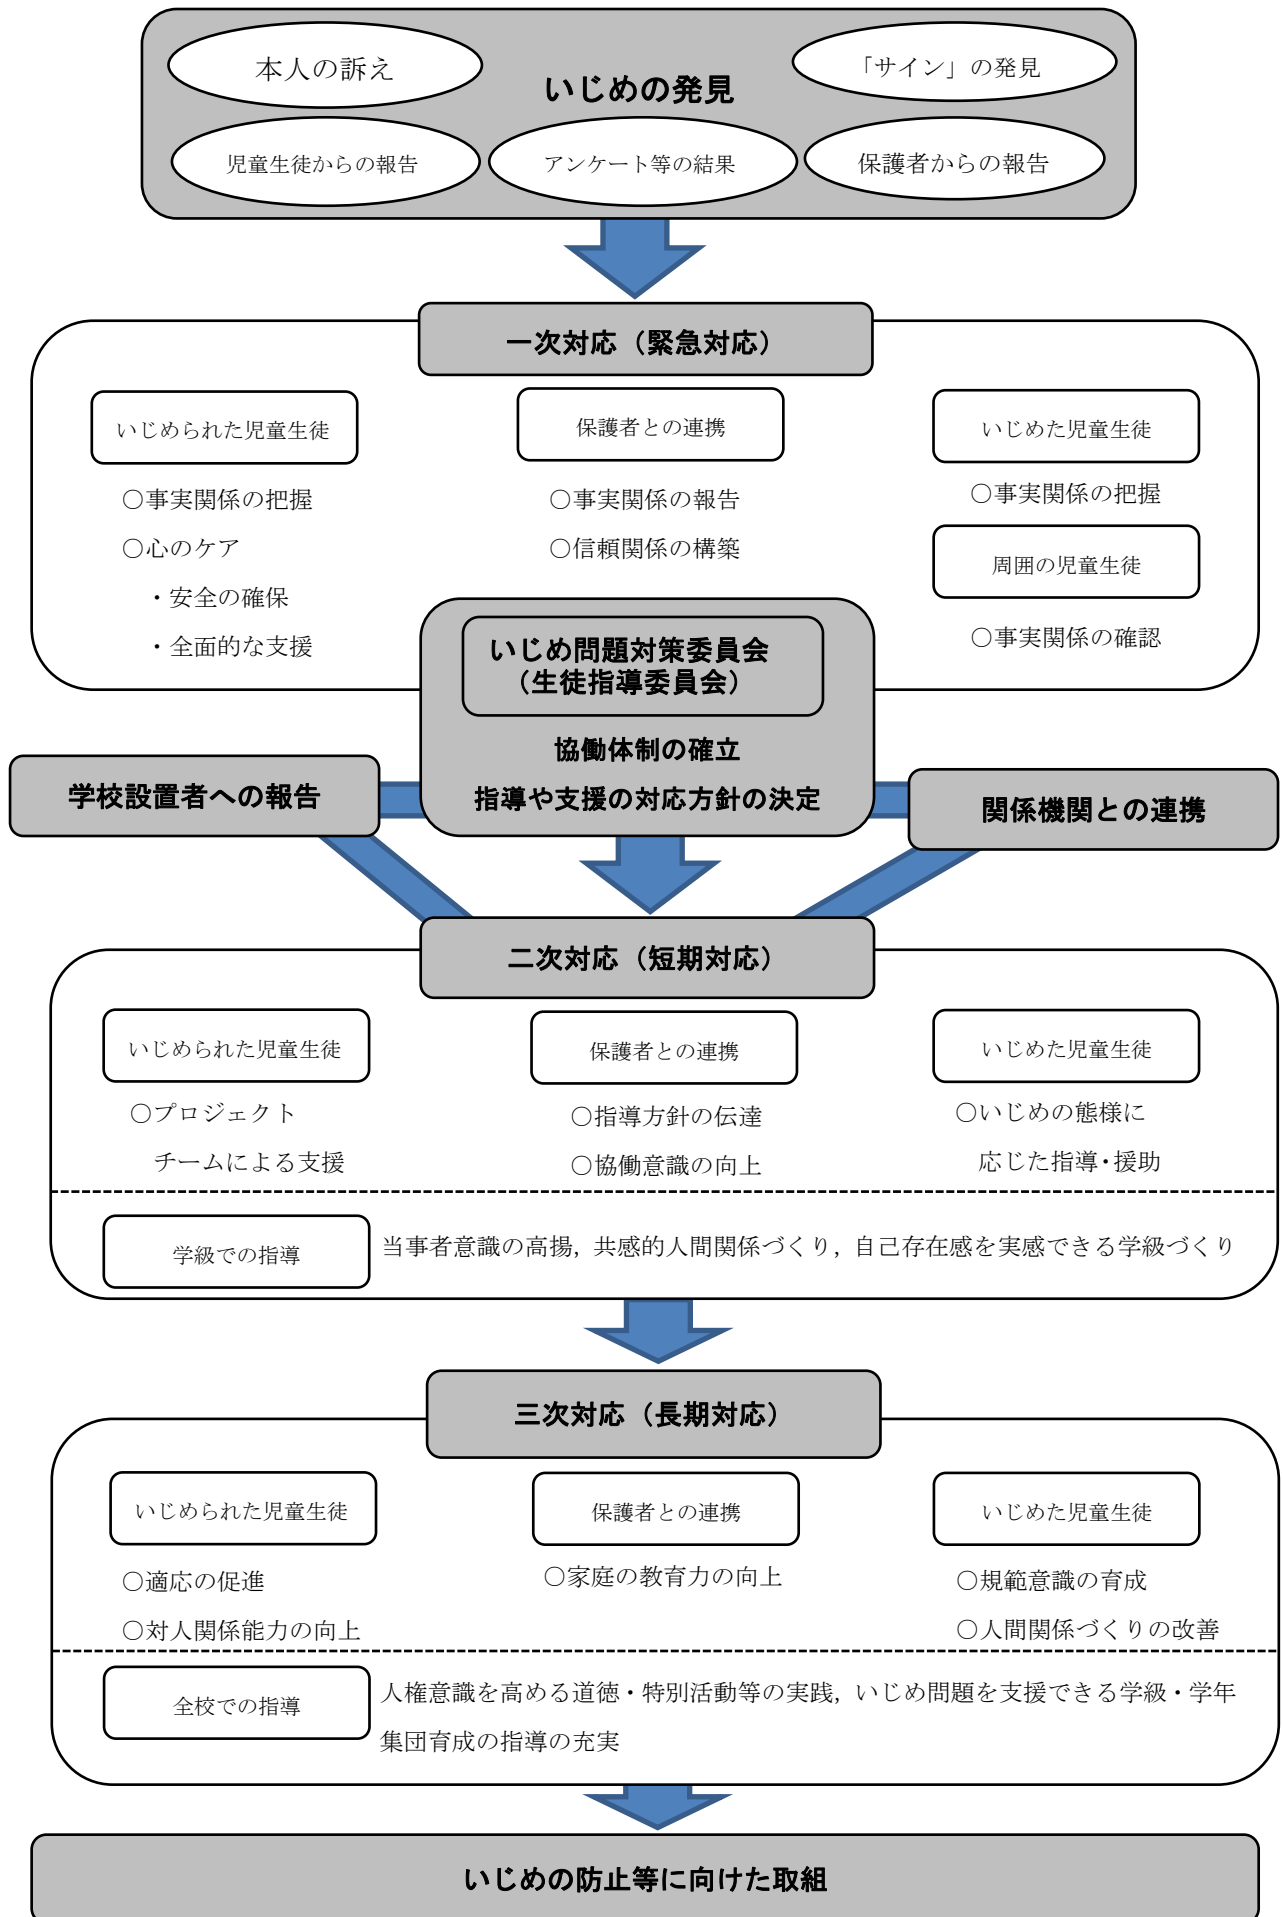 本人の訴え
いじめの発見
「サイン」の発見
児童生徒からの報告
アンケート等の結果
保護者からの報告
一次対応（緊急対応）
いじめられた児童生徒
○事実関係の把握
○心のケア
・安全の確保
・全面的な支援
保護者との連携
○事実関係の報告
○信頼関係の構築
いじめた児童生徒
○事実関係の把握
周囲の児童生徒
○事実関係の確認
いじめ問題対策委員会
（生徒指導委員会）
協働体制の確立
指導や支援の対応方針の決定
学校設置者への報告
関係機関との連携
二次対応（短期対応）
いじめられた児童生徒
○プロジェクト
チームによる支援
保護者との連携
○指導方針の伝達
○協働意識の向上
いじめた児童生徒
○いじめの態様に
応じた指導・援助
学級での指導
当事者意識の高揚，共感的人間関係づくり，自己存在感を実感できる学級づくり
三次対応（長期対応）
いじめられた児童生徒
○適応の促進
○対人関係能力の向上
保護者との連携
○家庭の教育力の向上
いじめた児童生徒
○規範意識の育成
○人間関係づくりの改善
全校での指導
人権意識を高める道徳・特別活動等の実践，いじめ問題を支援できる学級・学年
集団育成の指導の充実
いじめの防止等に向けた取組